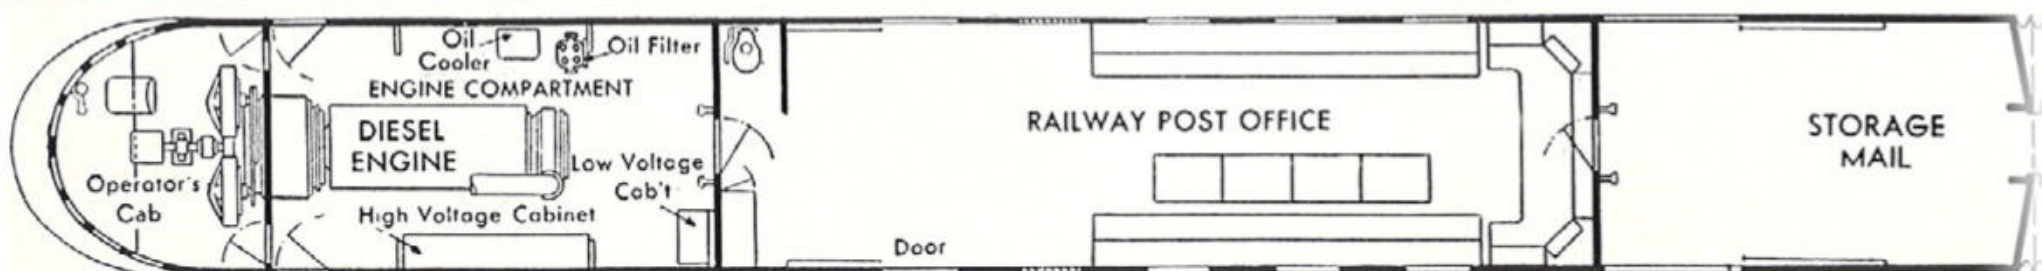 Oil
Cooler
Oil Filter
ENGINE COMPARTMENT
DIESEL
ENGINE
Operator's
Cab
High Voltage Cabinet
Low Voltage
Cab't
RAILWAY POST OFFICE
Door
STORAGE
MAIL